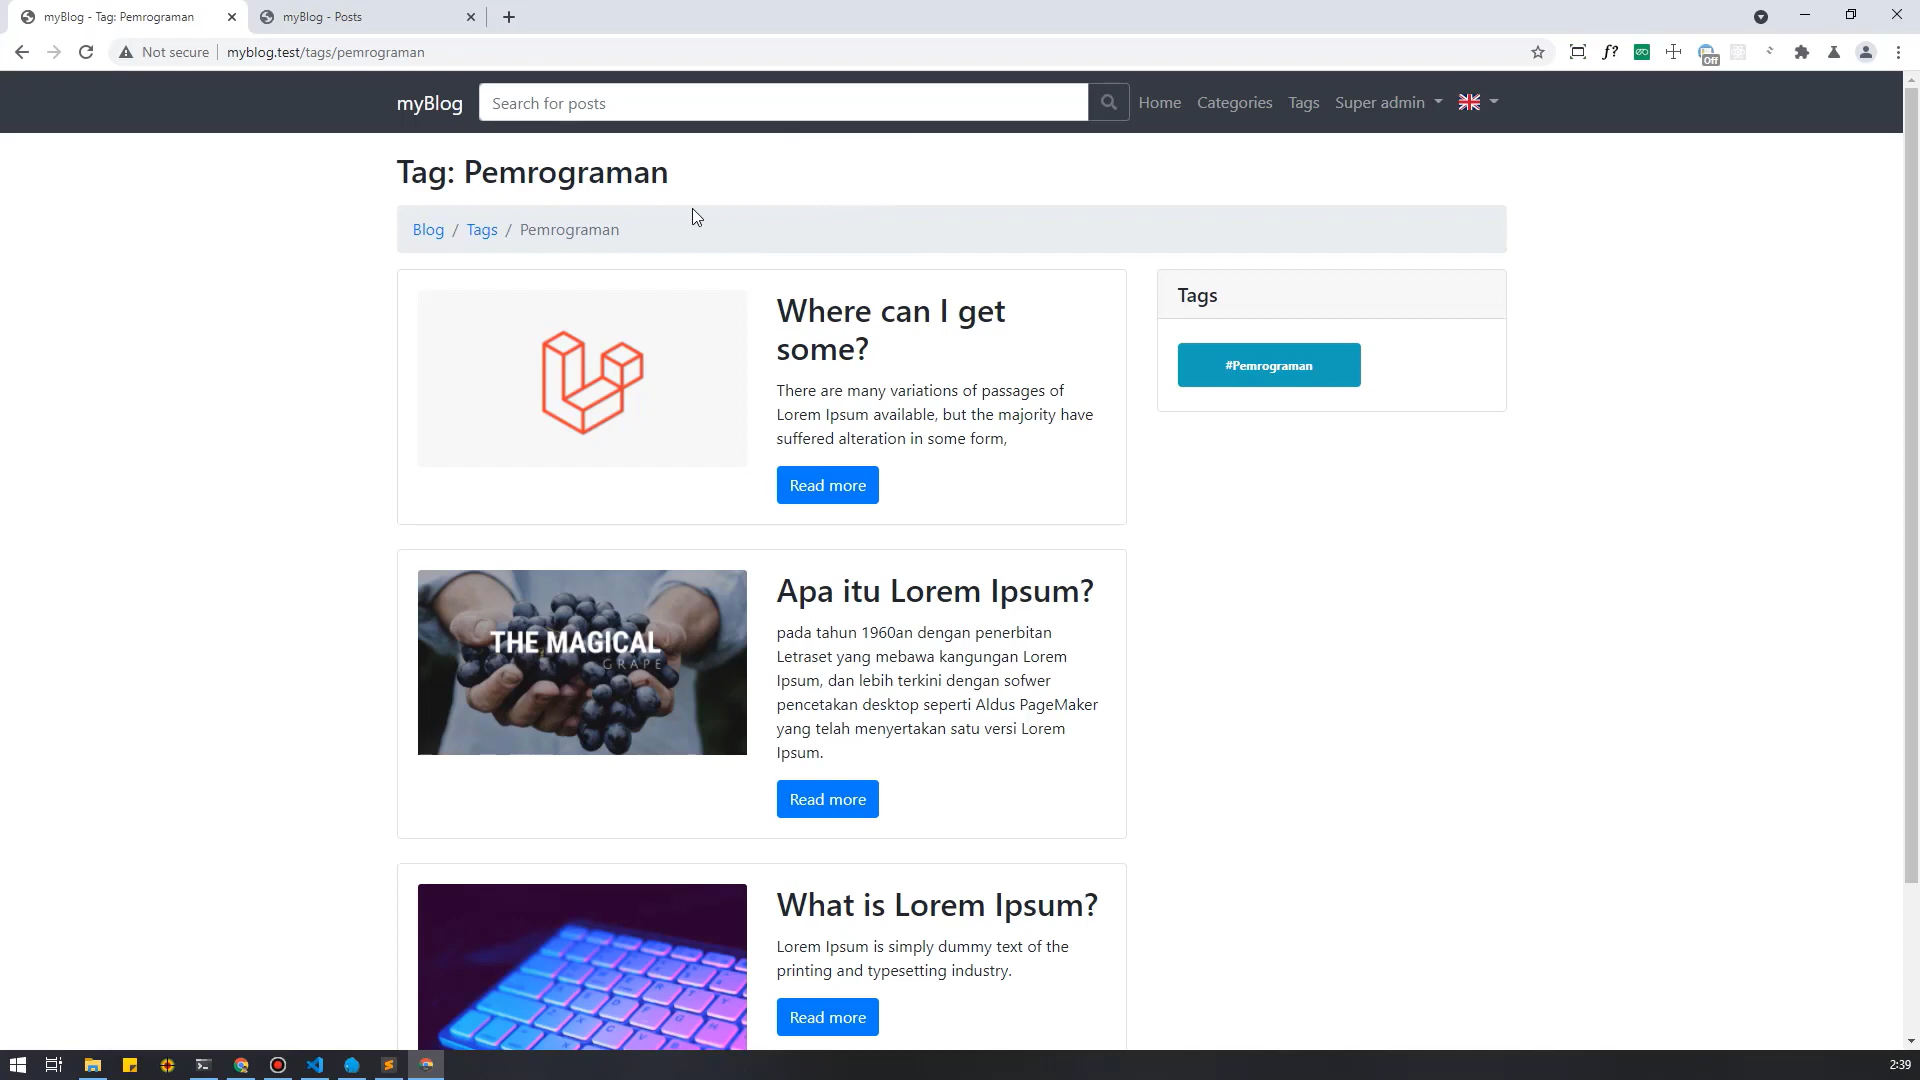 myBlog - Tag: Pemrograman
myBlog - Posts
Not secure
myblog.test/tags/pemrograman
f?
Off
myBlog
Search for posts
Home
Categories
Tags
Super admin
Tag: Pemrograman
Blog / Tags / Pemrograman
Where can I get
some?
There are many variations of passages of
Lorem Ipsum available, but the majority have
suffered alteration in some form,
Read more
Tags
#Pemrograman
THE MAGICAL
GRAPE
Apa itu Lorem Ipsum?
pada tahun 1960an dengan penerbitan
Letraset yang mebawa kangungan Lorem
Ipsum, dan lebih terkini dengan sofwer
pencetakan desktop seperti Aldus PageMaker
yang telah menyertakan satu versi Lorem
Ipsum.
Read more
What is Lorem Ipsum?
Lorem Ipsum is simply dummy text of the
printing and typesetting industry.
Read more
2:39